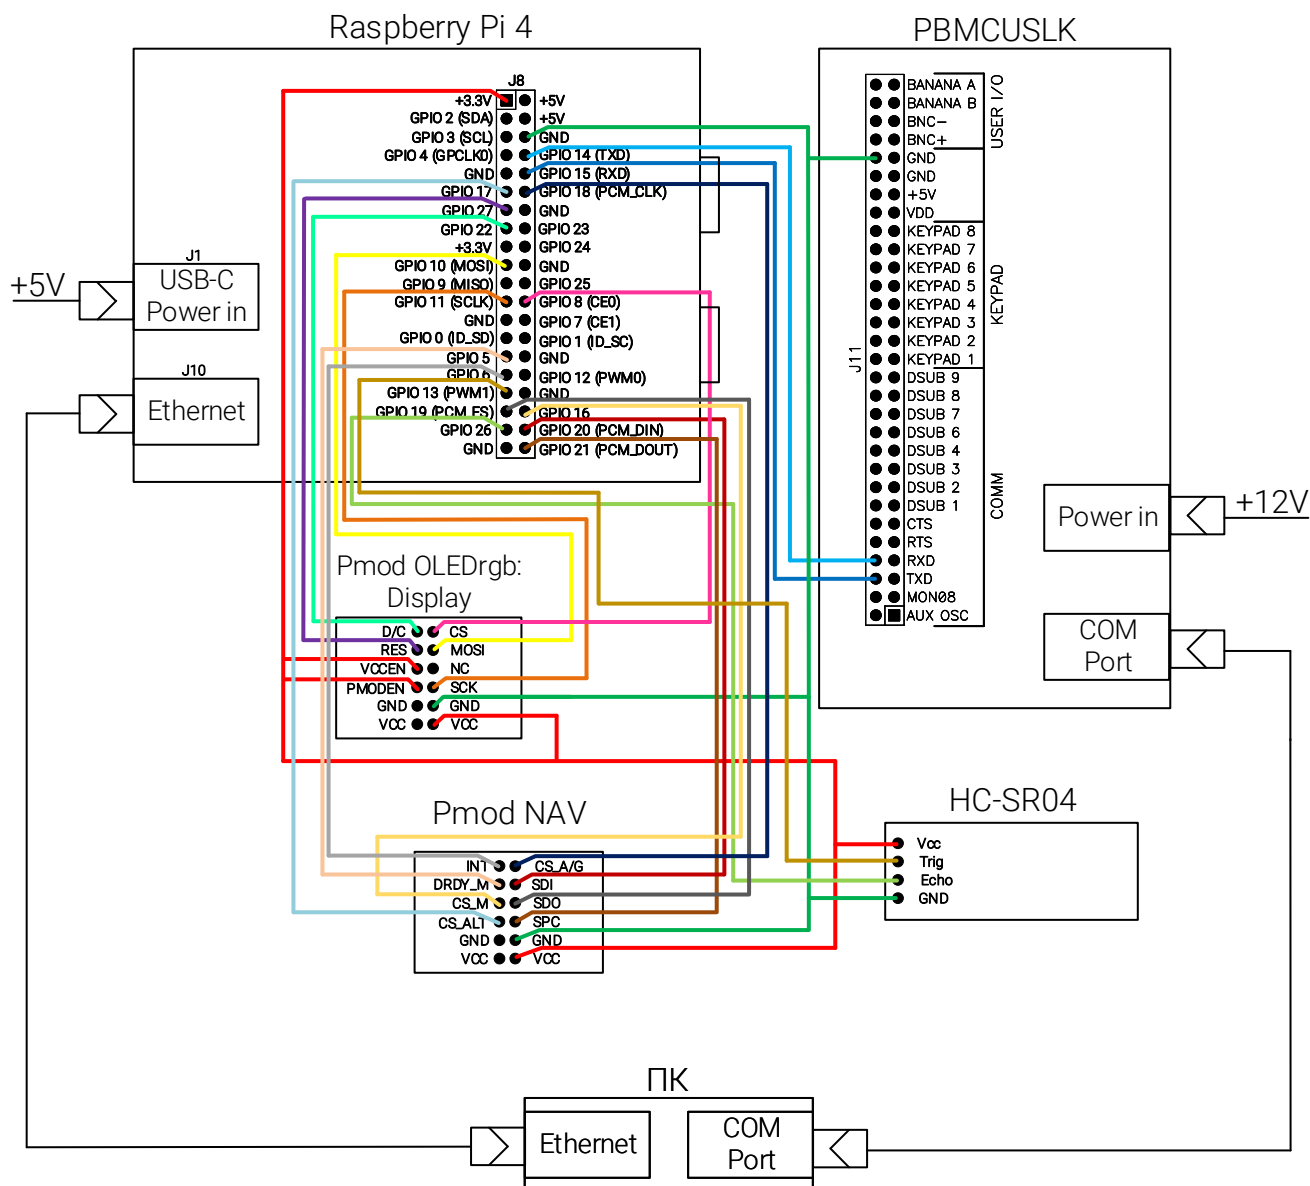 Raspberry Pi 4
J8
+3.3V
+5V
GPIO 2 (SDA)
+5V
GPIO 3 (SCL)
GND
GPIO 4 (GPCLK0)
GPIO 14 (TXD)
GND
GPIO 15 (RXD)
GPIO 17
GPIO 18 (PCM_CLK)
GPIO 27
GND
GPIO 22
GPIO 23
+3.3V
GPIO 24
GPIO 10 (MOSI)
GND
GPIO 9 (MISO)
GPIO 25
GPIO 11 (SCLK)
GPIO 8 (CE0)
GND
GPIO 7 (CE1)
GPIO 0 (ID_SD)
GPIO 1 (ID_SC)
GPIO 5
GND
GPIO 6
GPIO 12 (PWM0)
GPIO 13 (PWM1)
GND
GPIO 19 (PCM_FS)
GPIO 16
GPIO 26
GPIO 20 (PCM_DIN)
GND
GPIO 21 (PCM_DOUT)
+5V
J1
USB-C
Power in
J10
Ethernet
PBMCUSLK
J11
BANANA A
BANANA B
BNC-
BNC+
GND
GND
+5V
VDD
KEYPAD 8
KEYPAD 7
KEYPAD 6
KEYPAD 5
KEYPAD 4
KEYPAD 3
KEYPAD 2
KEYPAD 1
DSUB 9
DSUB 8
DSUB 7
DSUB 6
DSUB 4
DSUB 3
DSUB 2
DSUB 1
CTS
RTS
RXD
TXD
MON08
AUX OSC
USER I/O
KEYPAD
COMM
Power in
+12V
COM
Port
Pmod OLEDrgb:
Display
D/C
CS
RES
MOSI
VCCEN
NC
PMODEN
SCK
GND
GND
VCC
VCC
Pmod NAV
INT
CS_A/G
DRDY_M
SDI
CS_M
SDO
CS_ALT
SPC
GND
GND
VCC
VCC
HC-SR04
Vcc
Trig
Echo
GND
ПК
Ethernet
COM
Port